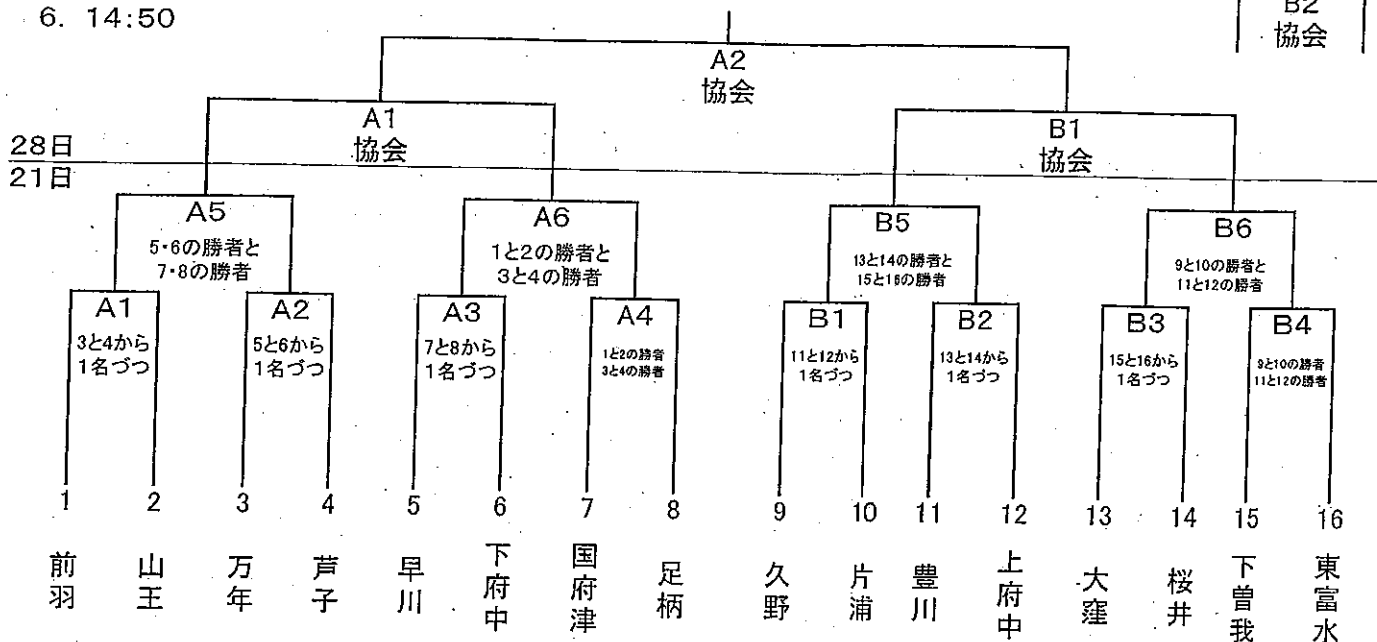 6. 14:50
B2
協会
A2
協会
A1
協会
B1
協会
28日
21日
A5
5・6の勝者と
7・8の勝者
A6
1と2の勝者と
3と4の勝者
B5
13と14の勝者と
15と16の勝者
B6
9と10の勝者と
11と12の勝者
A1
3と4から
1名づつ
A2
5と6から
1名づつ
A3
7と8から
1名づつ
A4
1と2の勝者
3と4の勝者
B1
11と12から
1名づつ
B2
13と14から
1名づつ
B3
15と16から
1名づつ
B4
9と10の勝者
11と12の勝者
1 2 3 4 5 6 7 8 9 10 11 12 13 14 15 16
前羽
山王
万年
芦子
早川
下府中
国府津
足柄
久野
片浦
豊川
上府中
大窪
桜井
下曽我
東富水